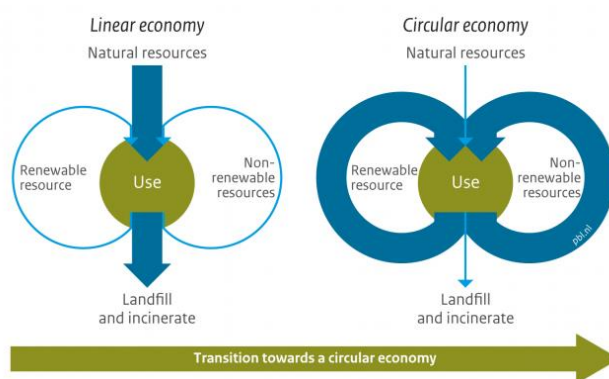 Linear economy
Natural resources
Renewable
resource
Use
Non-
renewable
resources
Landfill
and incinerate
Circular economy
Natural resources
Renewable
resource
Use
Non-
renewable
resources
pbl.nl
Landfill
and incinerate
Transition towards a circular economy